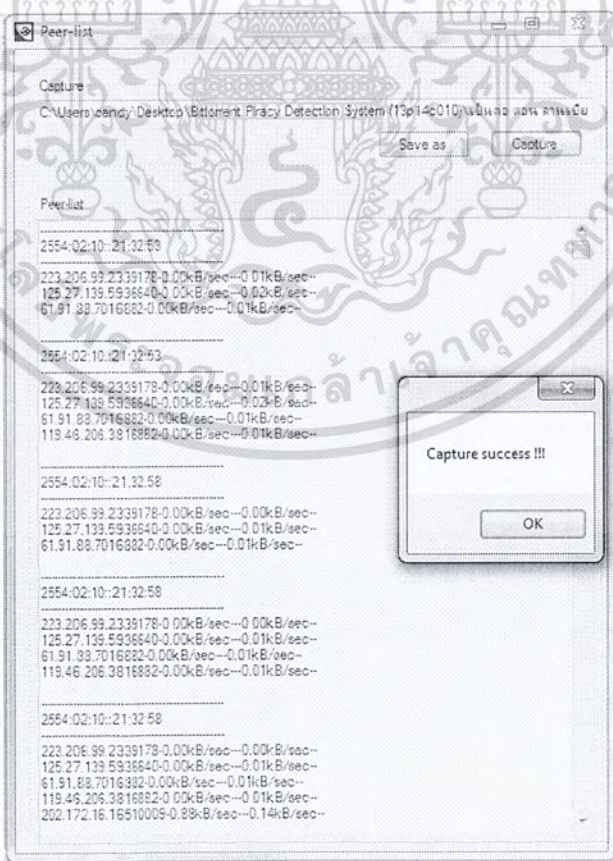 Peer-list
Capture
C:\Users\candy\Desktop\Bittorrent Piracy Detection System (13p14c010)\
Save as
Capture
Peer-list
2554:02:10::21:32:53
223.206.99.2339178-0.00kB/sec---0.01kB/sec--
125.27.139.5936640-0.00kB/sec---0.02kB/sec--
61.91.88.7016882-0.00kB/sec---0.01kB/sec--
2554:02:10::21:32:53
223.206.99.2339178-0.00kB/sec---0.01kB/sec--
125.27.139.5936640-0.00kB/sec---0.02kB/sec--
61.91.88.7016882-0.00kB/sec---0.01kB/sec--
119.46.206.3816882-0.00kB/sec---0.01kB/sec--
2554:02:10::21:32:58
223.206.99.2339178-0.00kB/sec---0.00kB/sec--
125.27.139.5936640-0.00kB/sec---0.01kB/sec--
61.91.88.7016882-0.00kB/sec---0.01kB/sec--
2554:02:10::21:32:58
223.206.99.2339178-0.00kB/sec---0.00kB/sec--
125.27.139.5936640-0.00kB/sec---0.01kB/sec--
61.91.88.7016882-0.00kB/sec---0.01kB/sec--
119.46.206.3816882-0.00kB/sec---0.01kB/sec--
2554:02:10::21:32:58
223.206.99.2339178-0.00kB/sec---0.00kB/sec--
125.27.139.5936640-0.00kB/sec---0.01kB/sec--
61.91.88.7016882-0.00kB/sec---0.01kB/sec--
119.46.206.3816882-0.00kB/sec---0.01kB/sec--
202.172.16.16510009-0.89kB/sec---0.14kB/sec--
Capture success !!!
OK